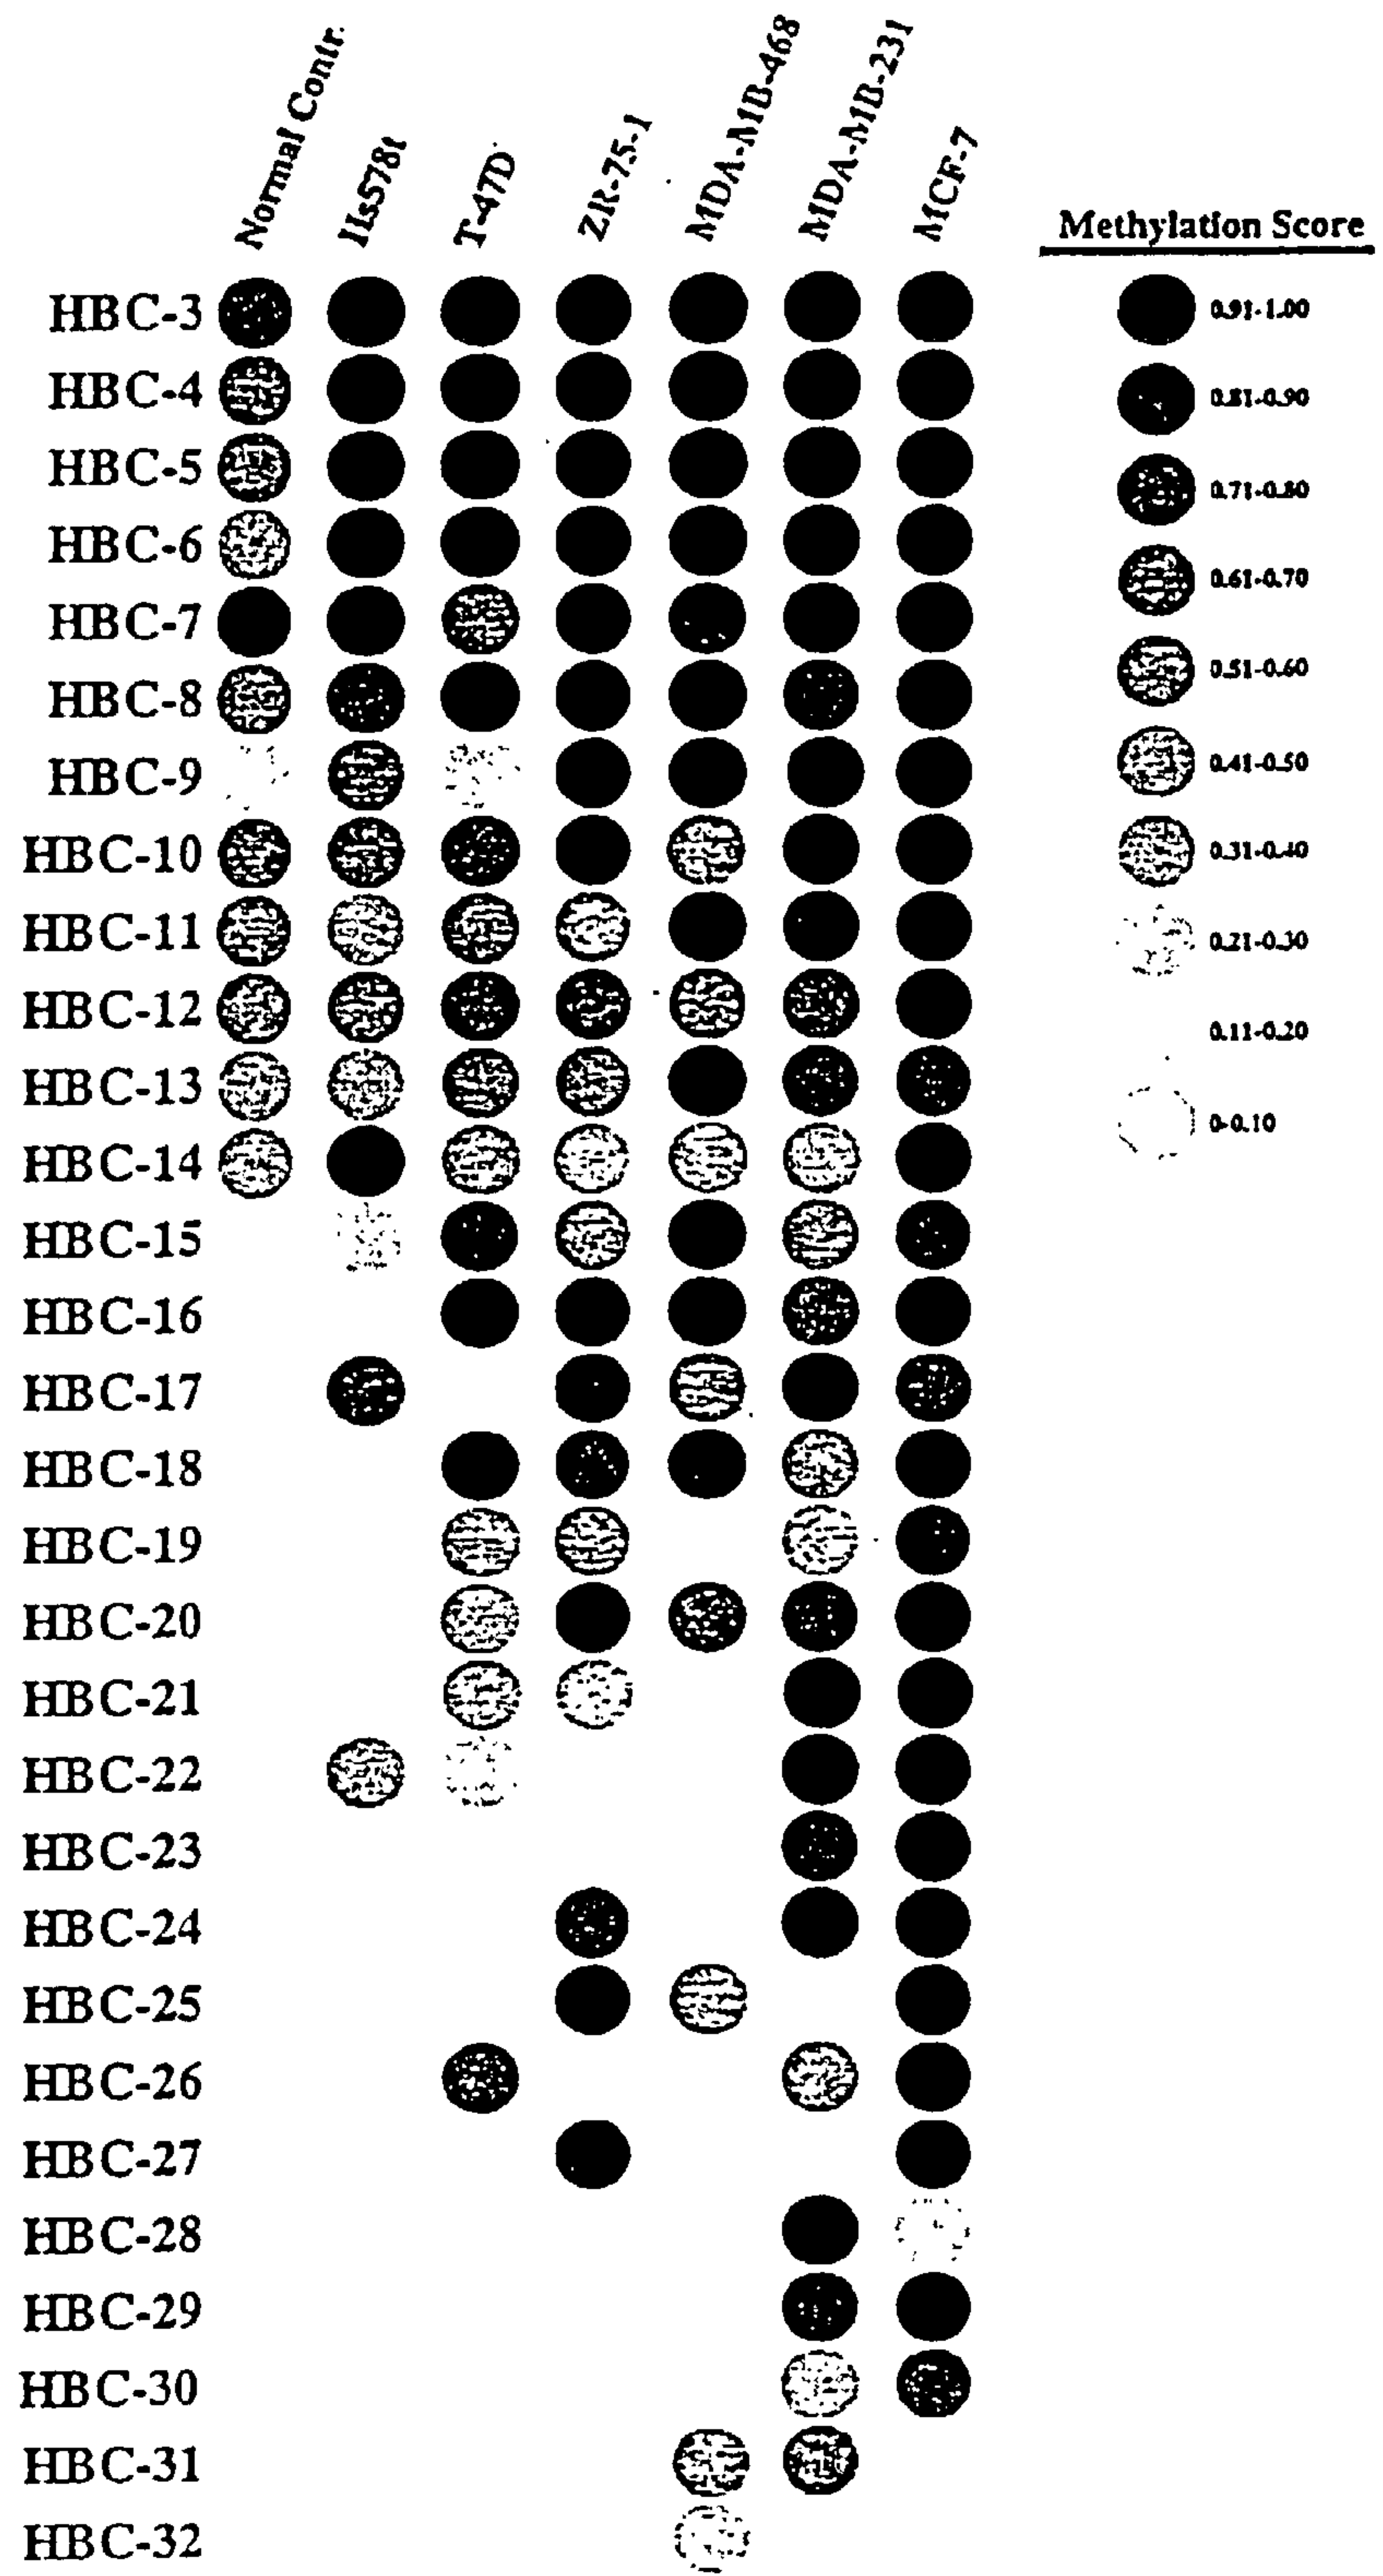 Normal Contr.
Hs578t
T-47D
ZR-75-1
MDA-MB-468
MDA-MB-231
MCF-7
Methylation Score
HBC-3
0.91-1.00
HBC-4
0.81-0.90
HBC-5
0.71-0.80
HBC-6
0.61-0.70
HBC-7
HBC-8
0.51-0.60
HBC-9
0.41-0.50
HBC-10
0.31-0.40
HBC-11
0.21-0.30
HBC-12
0.11-0.20
HBC-13
0-0.10
HBC-14
HBC-15
HBC-16
HBC-17
HBC-18
HBC-19
HBC-20
HBC-21
HBC-22
HBC-23
HBC-24
HBC-25
HBC-26
HBC-27
HBC-28
HBC-29
HBC-30
HBC-31
HBC-32